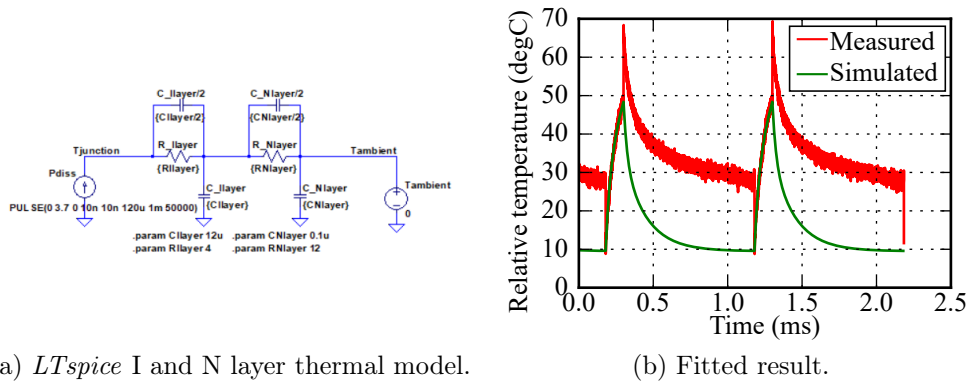 C_Ilayer/2
C_Nlayer/2
{CIlayer/2}
{CNlayer/2}
Tjunction
R_Ilayer
R_Nlayer
Tambient
{RIlayer}
{RNlayer}
Pdiss
C_Ilayer
C_Nlayer
Tambient
{CIlayer}
{CNlayer}
0
PULSE(0 3.7 0 10n 10n 120u 1m 50000)
.param CIlayer 12u
.param CNlayer 0.1u
.param RIlayer 4
.param RNlayer 12
a) LTspice I and N layer thermal model.
Relative temperature (degC)
70
60
50
40
30
20
10
0
Measured
Simulated
0.0
0.5
1.0
1.5
2.0
2.5
Time (ms)
(b) Fitted result.